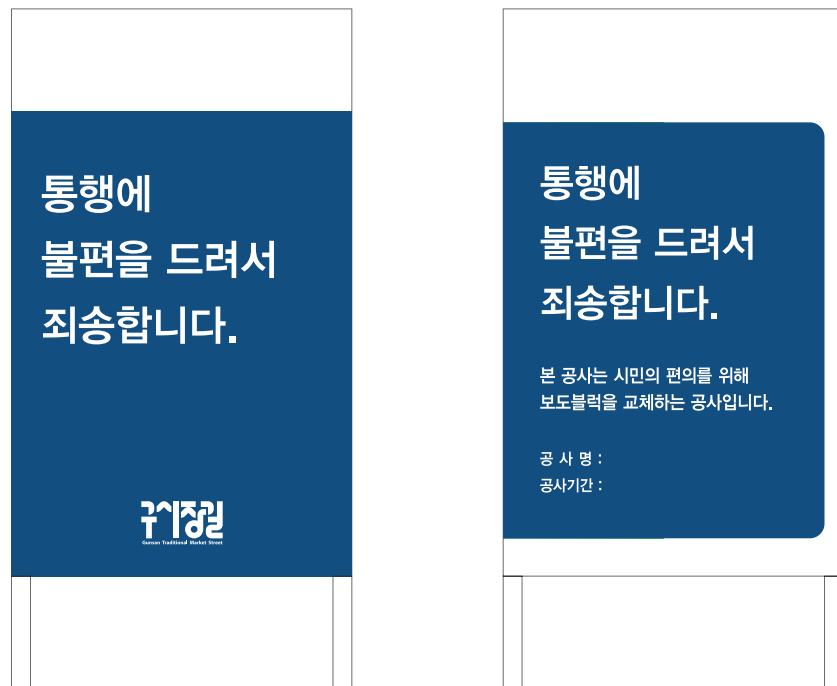 통행에
불편을 드려서
죄송합니다.
구시장길
Gunsan Traditional Market Street
통행에
불편을 드려서
죄송합니다.
본 공사는 시민의 편의를 위해
보도블럭을 교체하는 공사입니다.
공 사 명 :
공사기간 :